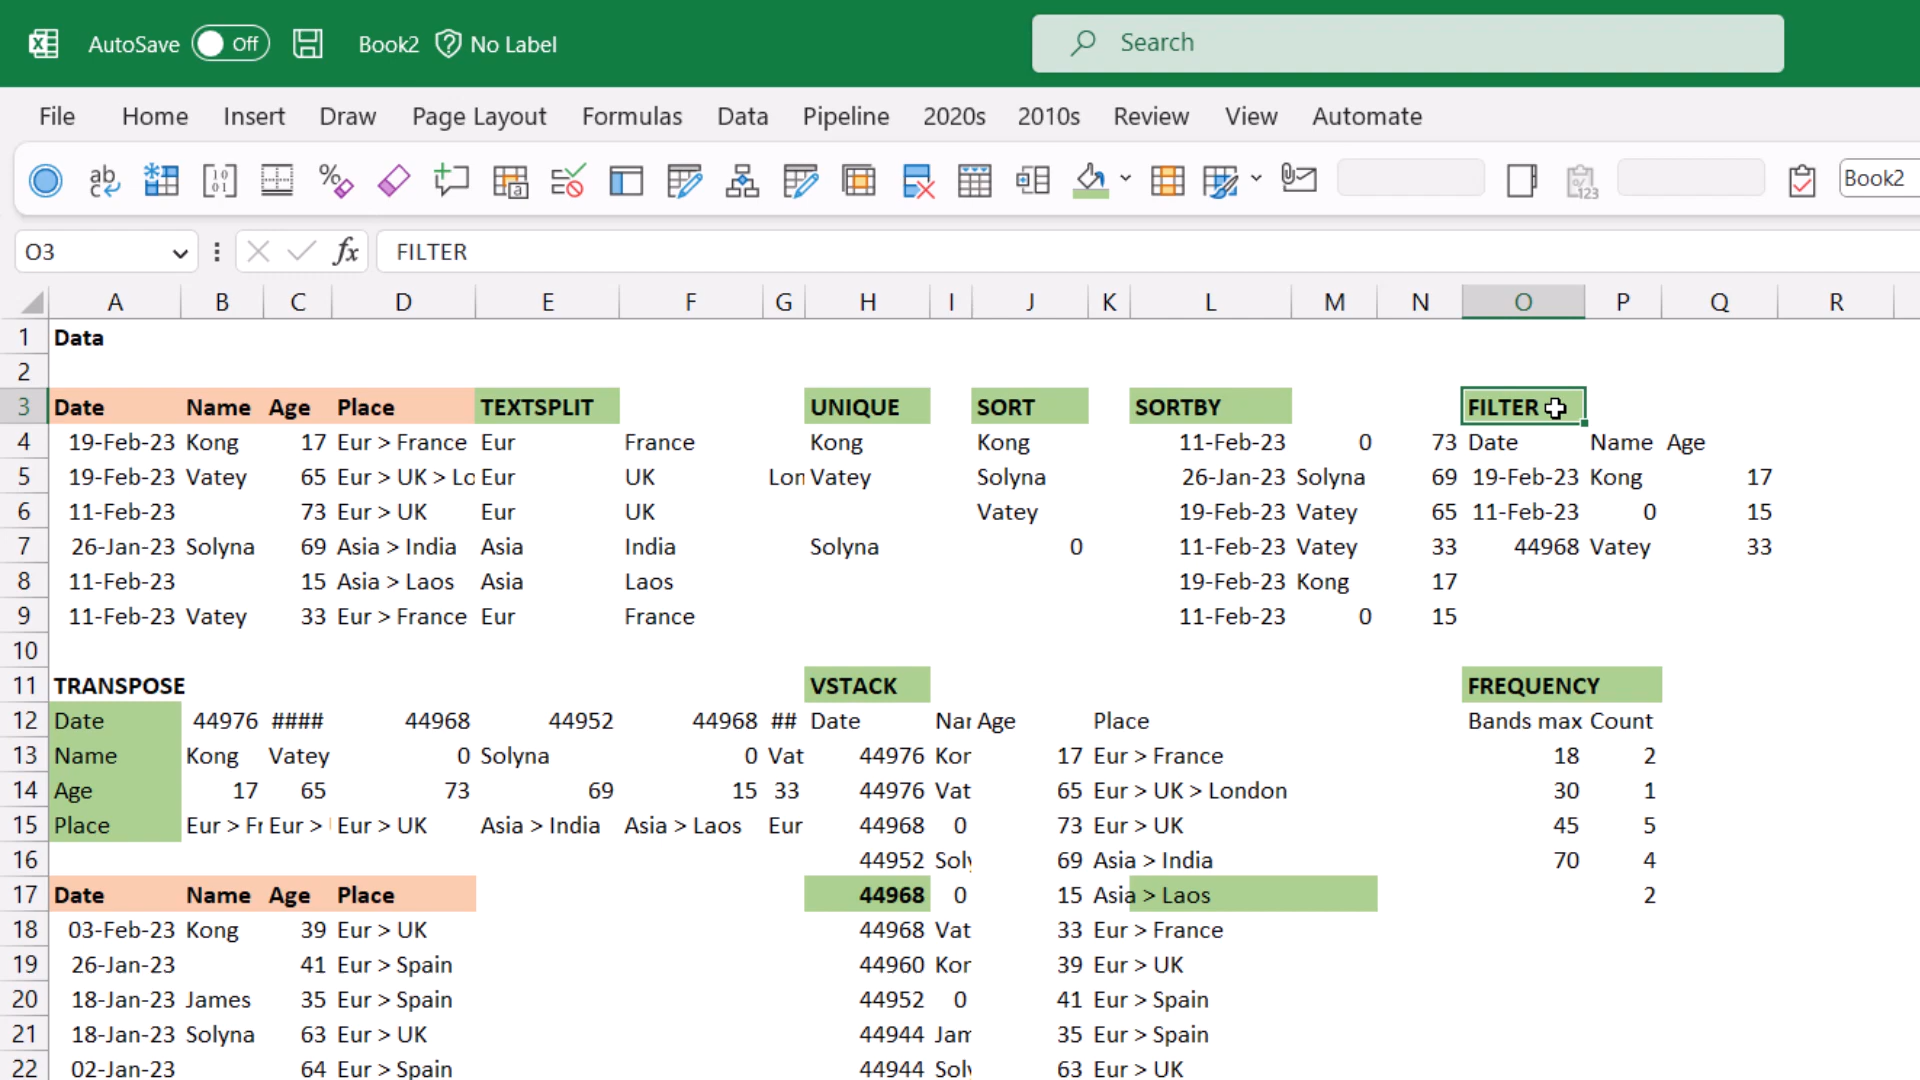 AutoSave Off Book2 No Label Search
File Home Insert Draw Page Layout Formulas Data Pipeline 2020s 2010s Review View Automate
Book2
O3 fx FILTER
A B C D E F G H I J K L M N O P Q R
1 Data
2
3 Date Name Age Place TEXTSPLIT UNIQUE SORT SORTBY FILTER
4 19-Feb-23 Kong 17 Eur > France Eur France Kong Kong 11-Feb-23 0 73 Date Name Age
5 19-Feb-23 Vatey 65 Eur > UK > Lo Eur UK Lon Vatey Solyna 26-Jan-23 Solyna 69 19-Feb-23 Kong 17
6 11-Feb-23 73 Eur > UK Eur UK Vatey 19-Feb-23 Vatey 65 11-Feb-23 0 15
7 26-Jan-23 Solyna 69 Asia > India Asia India Solyna 0 11-Feb-23 Vatey 33 44968 Vatey 33
8 11-Feb-23 15 Asia > Laos Asia Laos 19-Feb-23 Kong 17
9 11-Feb-23 Vatey 33 Eur > France Eur France 11-Feb-23 0 15
10
11 TRANSPOSE VSTACK FREQUENCY
12 Date 44976 #### 44968 44952 44968 ## Date Nar Age Place Bands max Count
13 Name Kong Vatey 0 Solyna 0 Vat 44976 Kor 17 Eur > France 18 2
14 Age 17 65 73 69 15 33 44976 Vat 65 Eur > UK > London 30 1
15 Place Eur > Fr Eur > Eur > UK Asia > India Asia > Laos Eur 44968 0 73 Eur > UK 45 5
16 44952 Soly 69 Asia > India 70 4
17 Date Name Age Place 44968 0 15 Asia > Laos 2
18 03-Feb-23 Kong 39 Eur > UK 44968 Vat 33 Eur > France
19 26-Jan-23 41 Eur > Spain 44960 Kor 39 Eur > UK
20 18-Jan-23 James 35 Eur > Spain 44952 0 41 Eur > Spain
21 18-Jan-23 Solyna 63 Eur > UK 44944 Jam 35 Eur > Spain
22 02-Jan-23 64 Eur > Spain 44944 Soly 63 Eur > UK